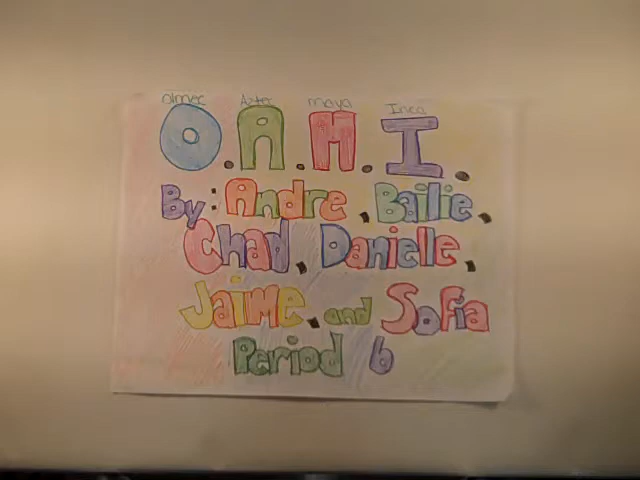 olmec Aztec maya Inca
O.A.M.I.
By: Andre, Bailie,
Chad, Danielle,
Jaime, and Sofia
Period 6